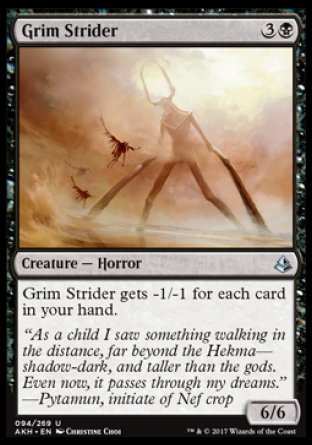 Grim Strider 3
Creature — Horror
Grim Strider gets -1/-1 for each card
in your hand.
“As a child I saw something walking in
the distance, far beyond the Hekma—
shadow-dark, and taller than the gods.
Even now, it passes through my dreams.”
—Pytamun, initiate of Nef crop
6/6
094/269 U
AKH • EN Christine Choi
™ & © 2017 Wizards of the Coast